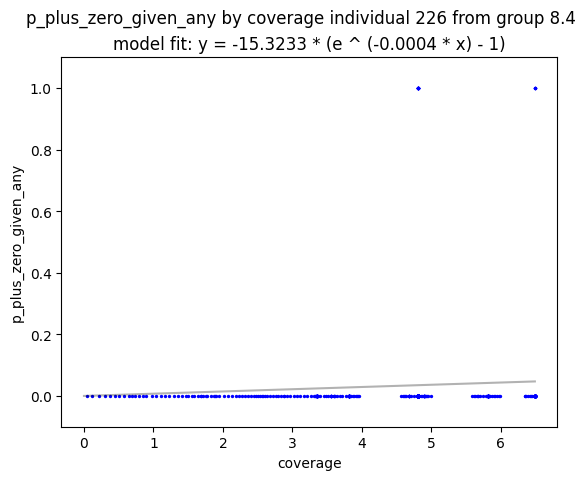 p_plus_zero_given_any by coverage individual 226 from group 8.4
model fit: y = -15.3233 * (e ^ (-0.0004 * x) - 1)
1.0
0.8
0.6
0.4
0.2
0.0
p_plus_zero_given_any
0 1 2 3 4 5 6
coverage